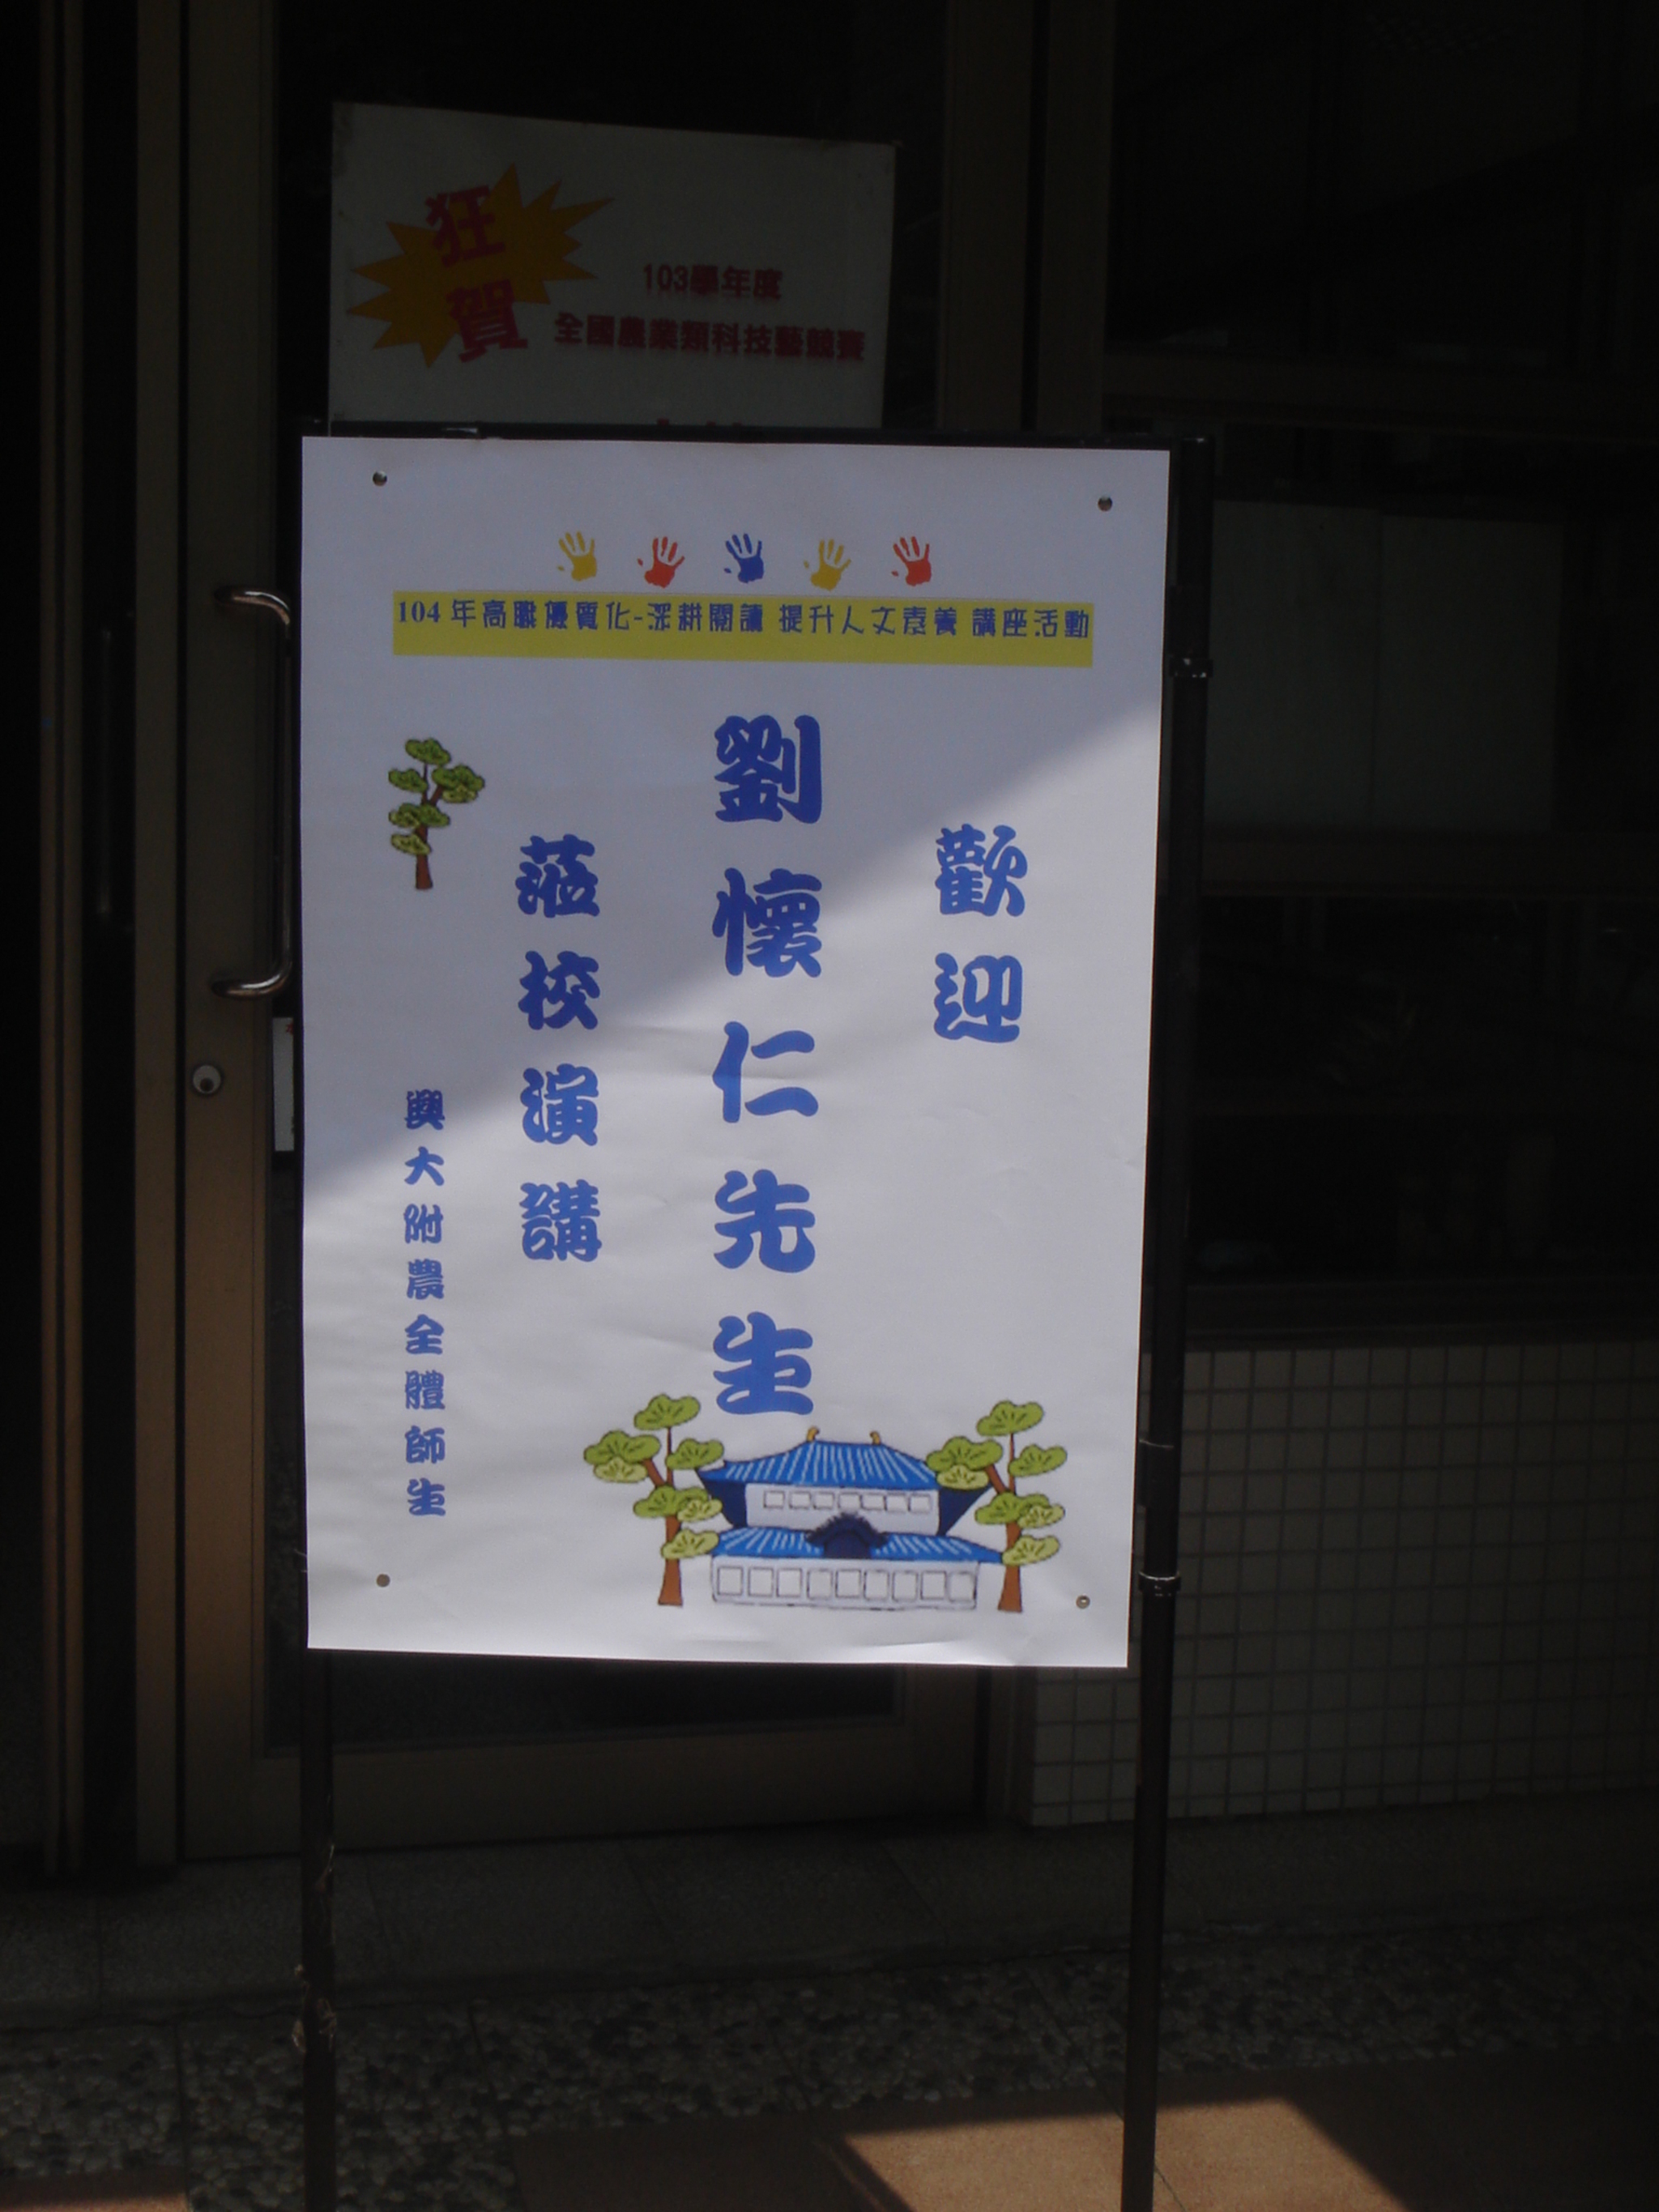 狂賀
103學年度
全國農業類科技藝競賽
104年高職優質化-深耕閱讀 提升人文素養 講座活動
歡迎
劉懷仁先生
蒞校演講
興大附農全體師生